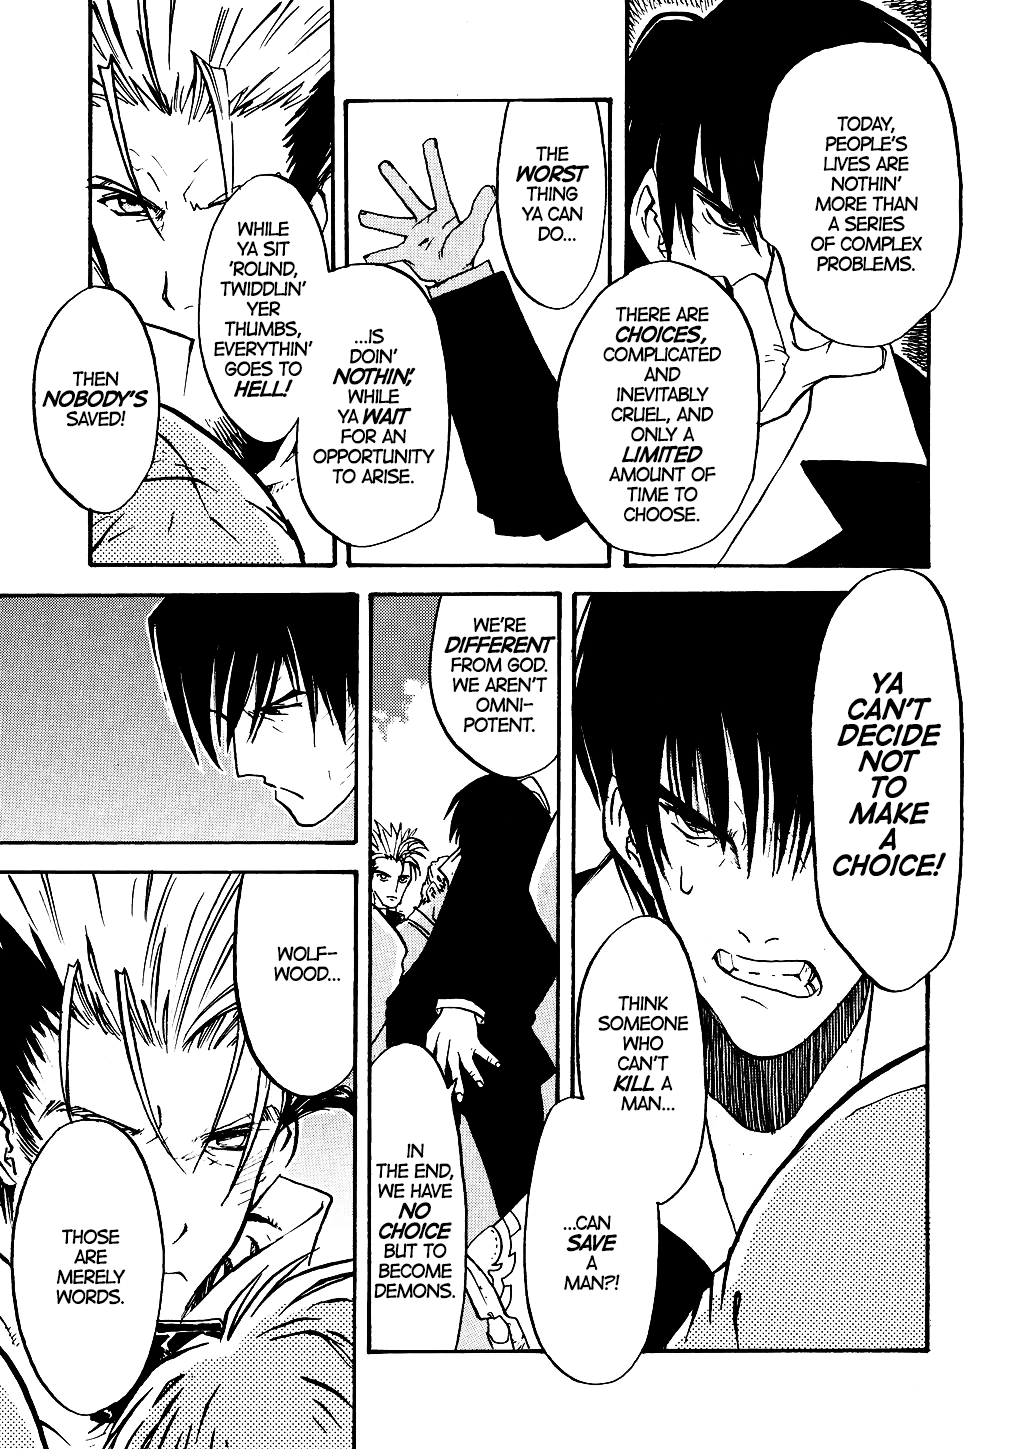 TODAY,
PEOPLE'S
LIVES ARE
NOTHIN'
MORE THAN
A SERIES
OF COMPLEX
PROBLEMS.
THERE ARE
CHOICES,
COMPLICATED
AND
INEVITABLY
CRUEL, AND
ONLY A
LIMITED
AMOUNT OF
TIME TO
CHOOSE.
THE
WORST
THING
YA CAN
DO...
...IS
DOIN'
NOTHIN',
WHILE
YA WAIT
FOR AN
OPPORTUNITY
TO ARISE.
WHILE
YA SIT
'ROUND,
TWIDDLIN'
YER
THUMBS,
EVERYTHIN'
GOES TO
HELL!
THEN
NOBODY'S
SAVED!
YA
CAN'T
DECIDE
NOT
TO
MAKE
A
CHOICE!
THINK
SOMEONE
WHO
CAN'T
KILL A
MAN...
...CAN
SAVE
A
MAN?!
WE'RE
DIFFERENT
FROM GOD.
WE AREN'T
OMNI-
POTENT.
IN
THE END,
WE HAVE
NO
CHOICE
BUT TO
BECOME
DEMONS.
WOLF-
WOOD...
THOSE
ARE
MERELY
WORDS.